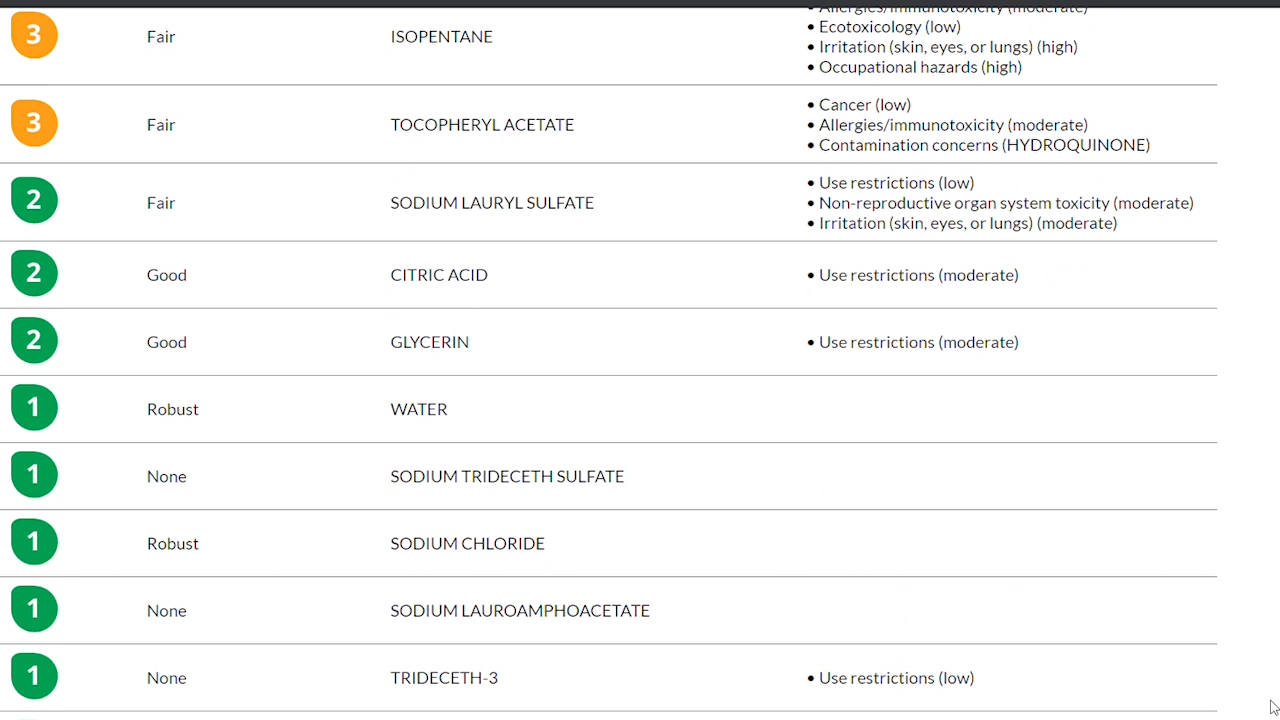 • Allergies/immunotoxicity (moderate)
3 Fair ISOPENTANE
• Ecotoxicology (low)
• Irritation (skin, eyes, or lungs) (high)
• Occupational hazards (high)
3 Fair TOCOPHERYL ACETATE
• Cancer (low)
• Allergies/immunotoxicity (moderate)
• Contamination concerns (HYDROQUINONE)
2 Fair SODIUM LAURYL SULFATE
• Use restrictions (low)
• Non-reproductive organ system toxicity (moderate)
• Irritation (skin, eyes, or lungs) (moderate)
2 Good CITRIC ACID • Use restrictions (moderate)
2 Good GLYCERIN • Use restrictions (moderate)
1 Robust WATER
1 None SODIUM TRIDECETH SULFATE
1 Robust SODIUM CHLORIDE
1 None SODIUM LAUROAMPHOACETATE
1 None TRIDECETH-3 • Use restrictions (low)